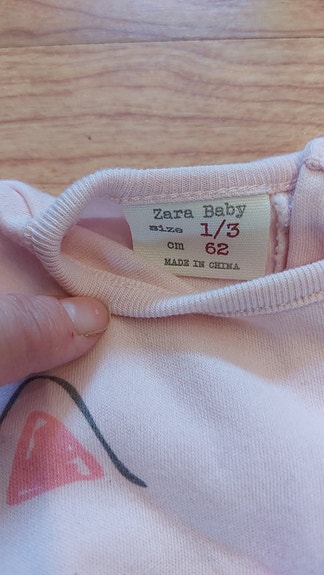 Zara Baby
size 1/3
cm 62
MADE IN CHINA